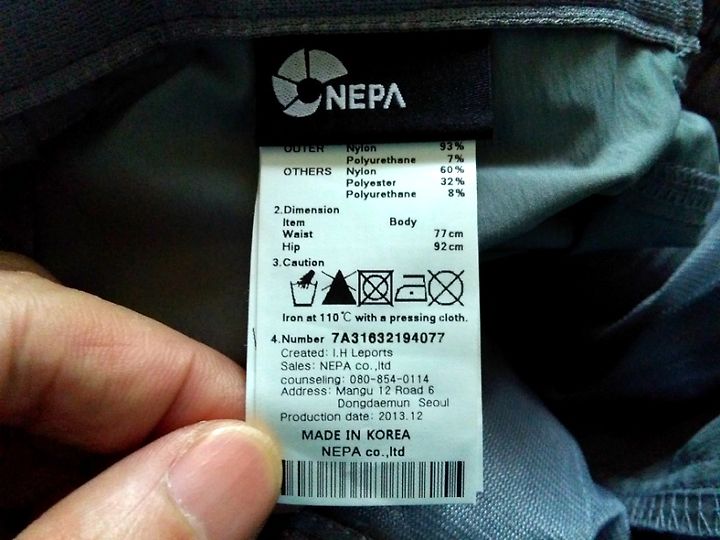 NEPA
OUTER Nylon 93%
Polyurethane 7%
OTHERS Nylon 60%
Polyester 32%
Polyurethane 8%
2.Dimension
Item Body
Waist 77cm
Hip 92cm
3.Caution
Iron at 110℃ with a pressing cloth.
4.Number 7A31632194077
Created: I.H Leports
Sales: NEPA co.,ltd
counseling: 080-854-0114
Address: Mangu 12 Road 6
Dongdaemun Seoul
Production date: 2013.12
MADE IN KOREA
NEPA co.,ltd